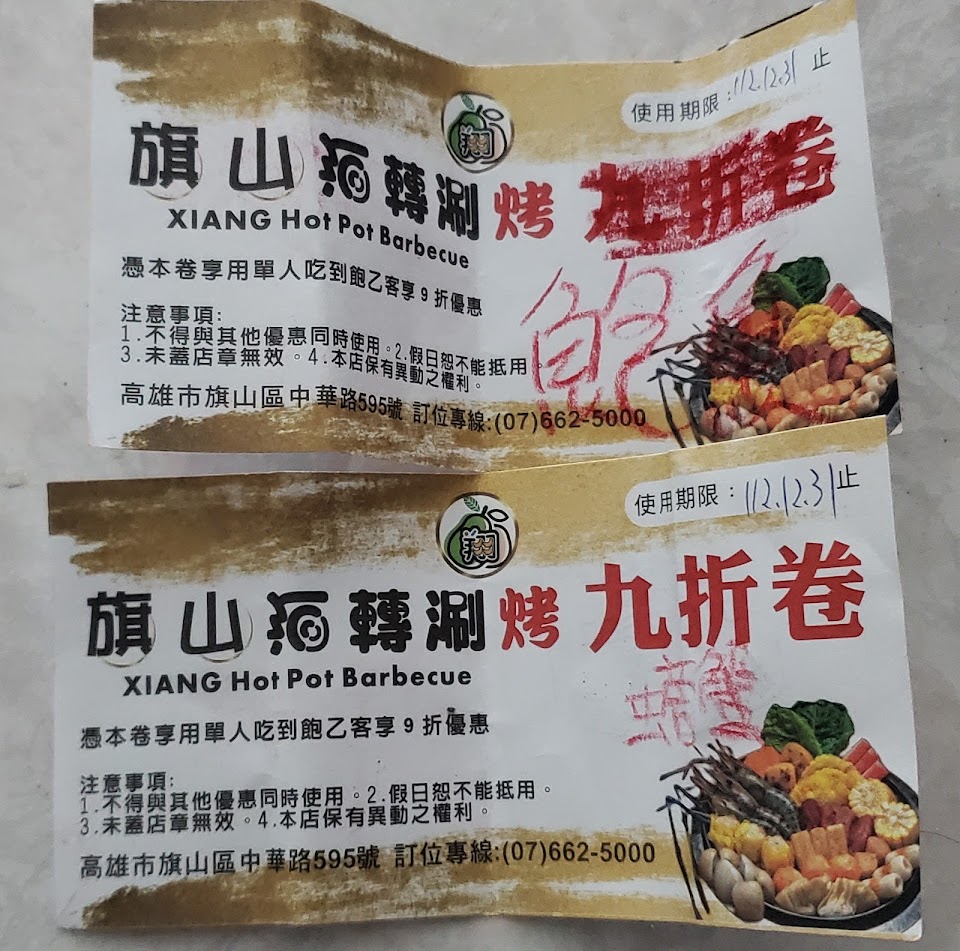 使用期限:112.12.31止
翔
旗山迴轉涮烤 九折卷
XIANG Hot Pot Barbecue
憑本卷享用單人吃到飽乙客享9折優惠
鮑
注意事項:
1.不得與其他優惠同時使用。2.假日恕不能抵用。
3.未蓋店章無效。4.本店保有異動之權利。
高雄市旗山區中華路595號 訂位專線:(07)662-5000
使用期限:112.12.31止
翔
旗山迴轉涮烤 九折卷
XIANG Hot Pot Barbecue
憑本卷享用單人吃到飽乙客享9折優惠
注意事項:
1.不得與其他優惠同時使用。2.假日恕不能抵用。
3.未蓋店章無效。4.本店保有異動之權利。
高雄市旗山區中華路595號 訂位專線:(07)662-5000